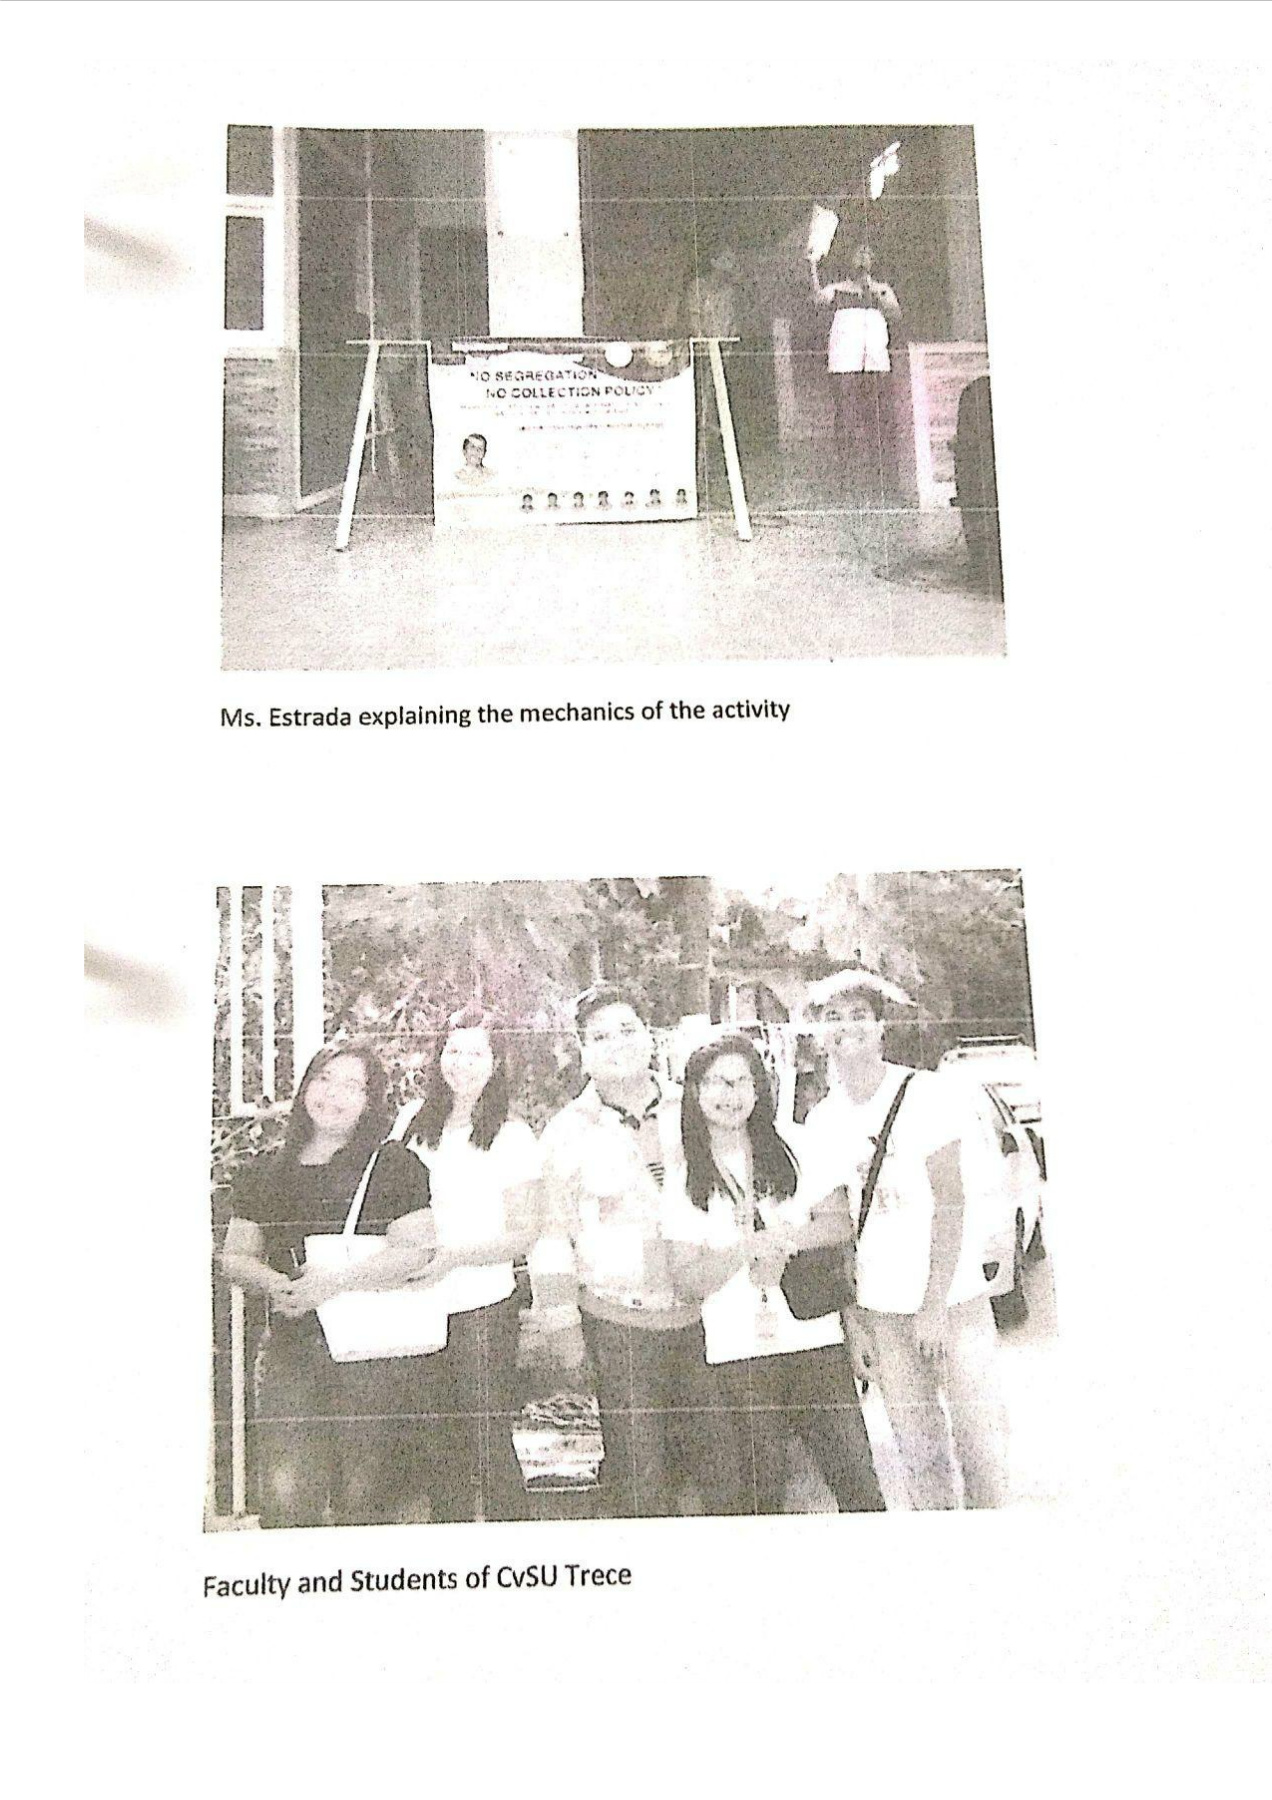 NO SEGREGATION
NO COLLECTION POLICY
Ms. Estrada explaining the mechanics of the activity
Faculty and Students of CvSU Trece